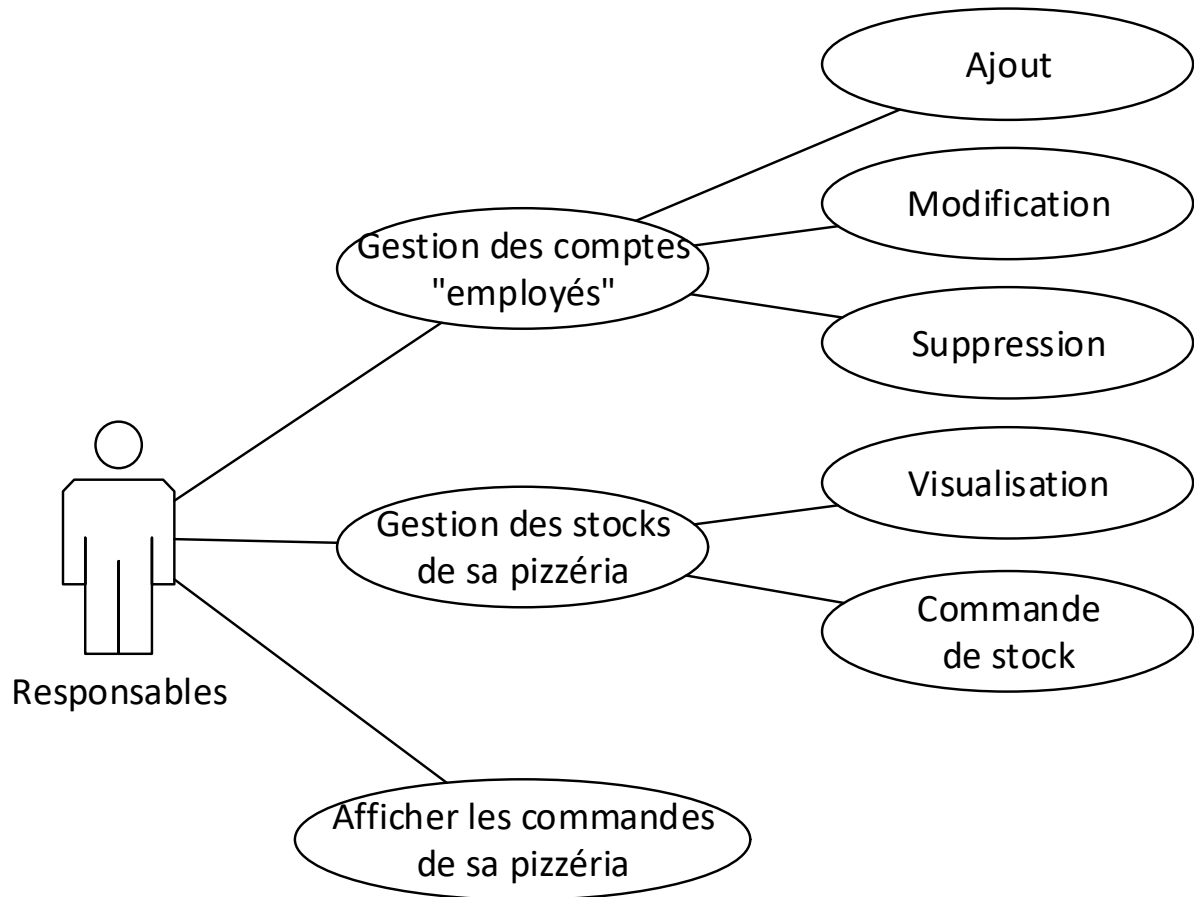 Ajout
Modification
Gestion des comptes
"employés"
Suppression
Visualisation
Gestion des stocks
de sa pizzéria
Commande
de stock
Responsables
Afficher les commandes
de sa pizzéria